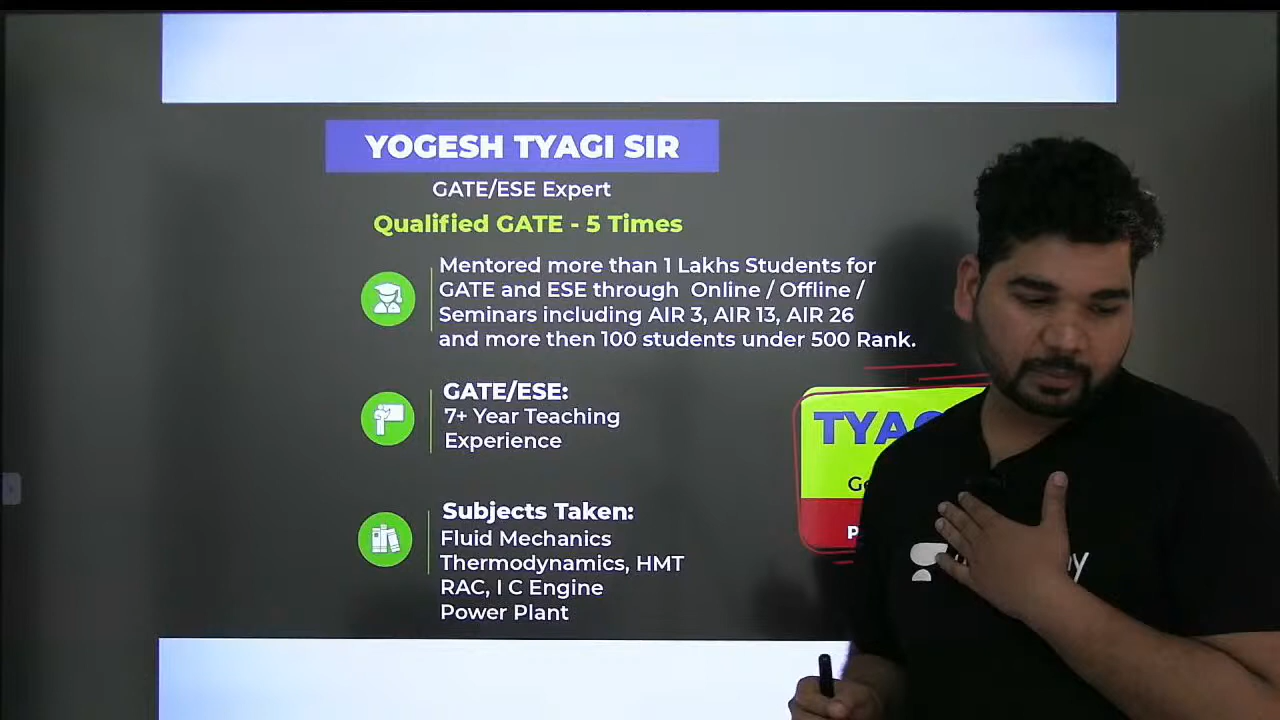 YOGESH TYAGI SIR
GATE/ESE Expert
Qualified GATE - 5 Times
Mentored more than 1 Lakhs Students for
GATE and ESE through Online / Offline /
Seminars including AIR 3, AIR 13, AIR 26
and more then 100 students under 500 Rank.
GATE/ESE:
7+ Year Teaching
Experience
Subjects Taken:
Fluid Mechanics
Thermodynamics, HMT
RAC, I C Engine
Power Plant